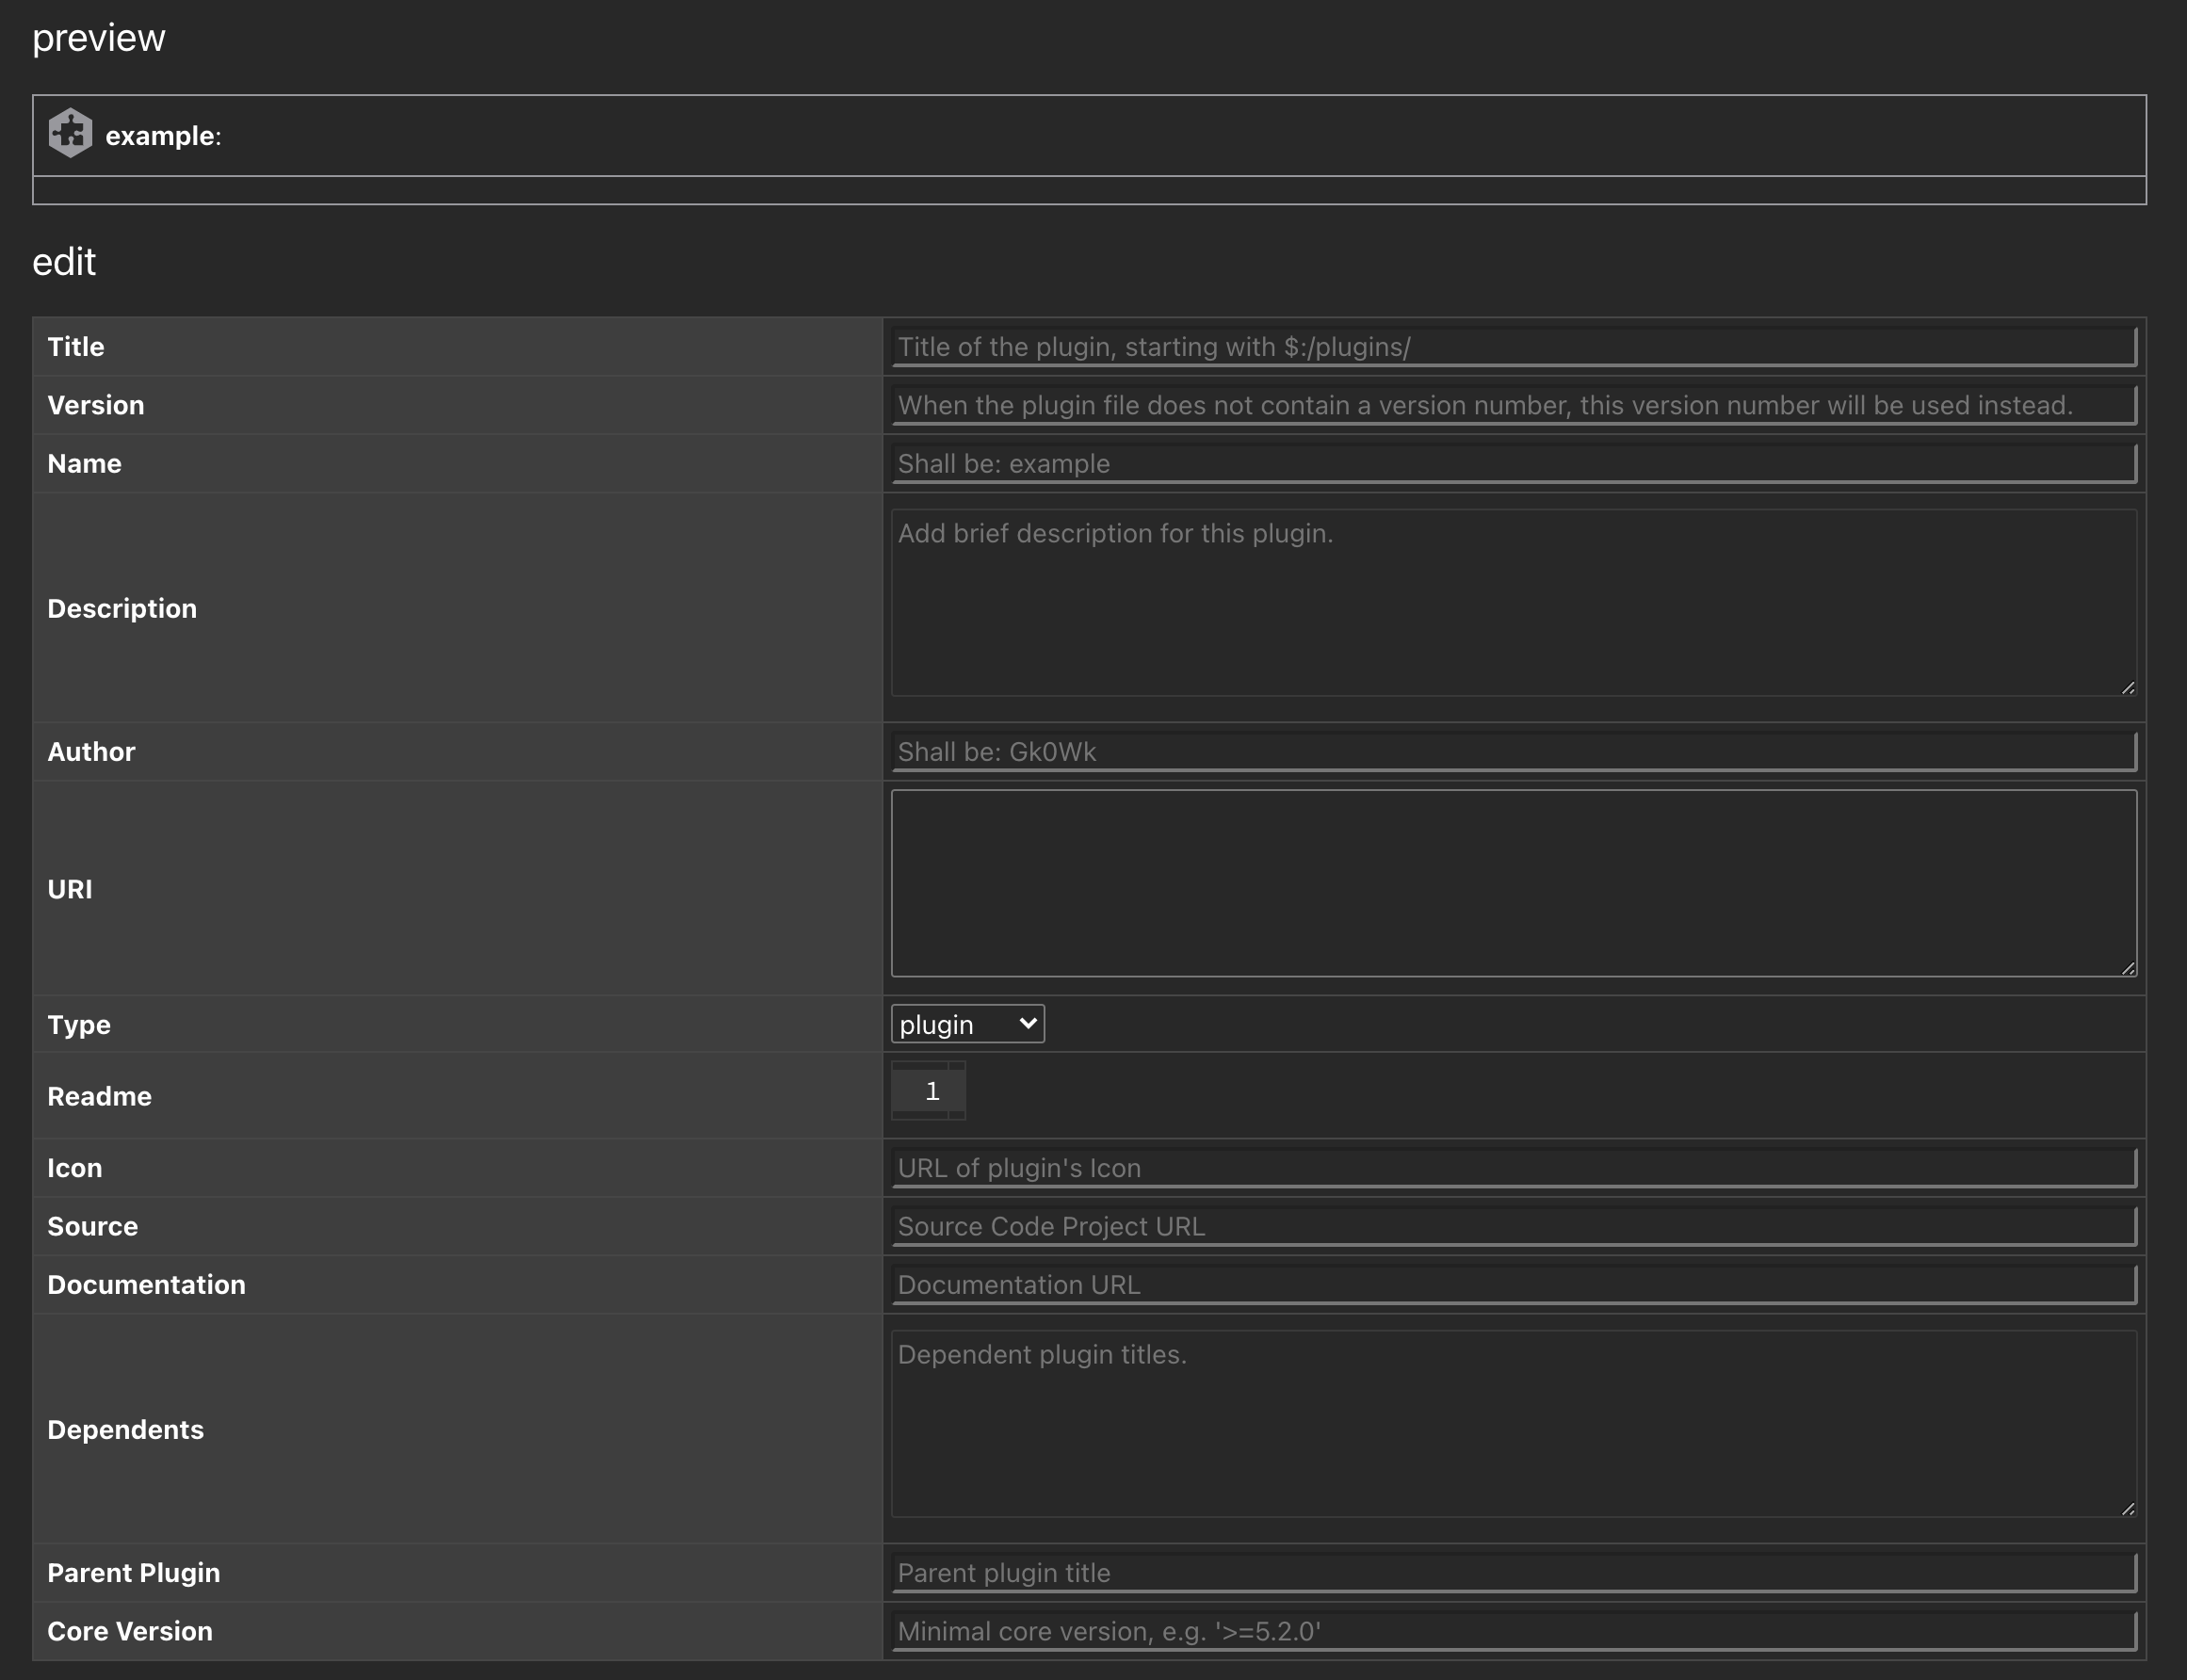 preview
example:
edit
Title
Title of the plugin, starting with $:/plugins/
Version
When the plugin file does not contain a version number, this version number will be used instead.
Name
Shall be: example
Description
Add brief description for this plugin.
Author
Shall be: Gk0Wk
URI
Type
plugin
Readme
1
Icon
URL of plugin's Icon
Source
Source Code Project URL
Documentation
Documentation URL
Dependents
Dependent plugin titles.
Parent Plugin
Parent plugin title
Core Version
Minimal core version, e.g. '>=5.2.0'